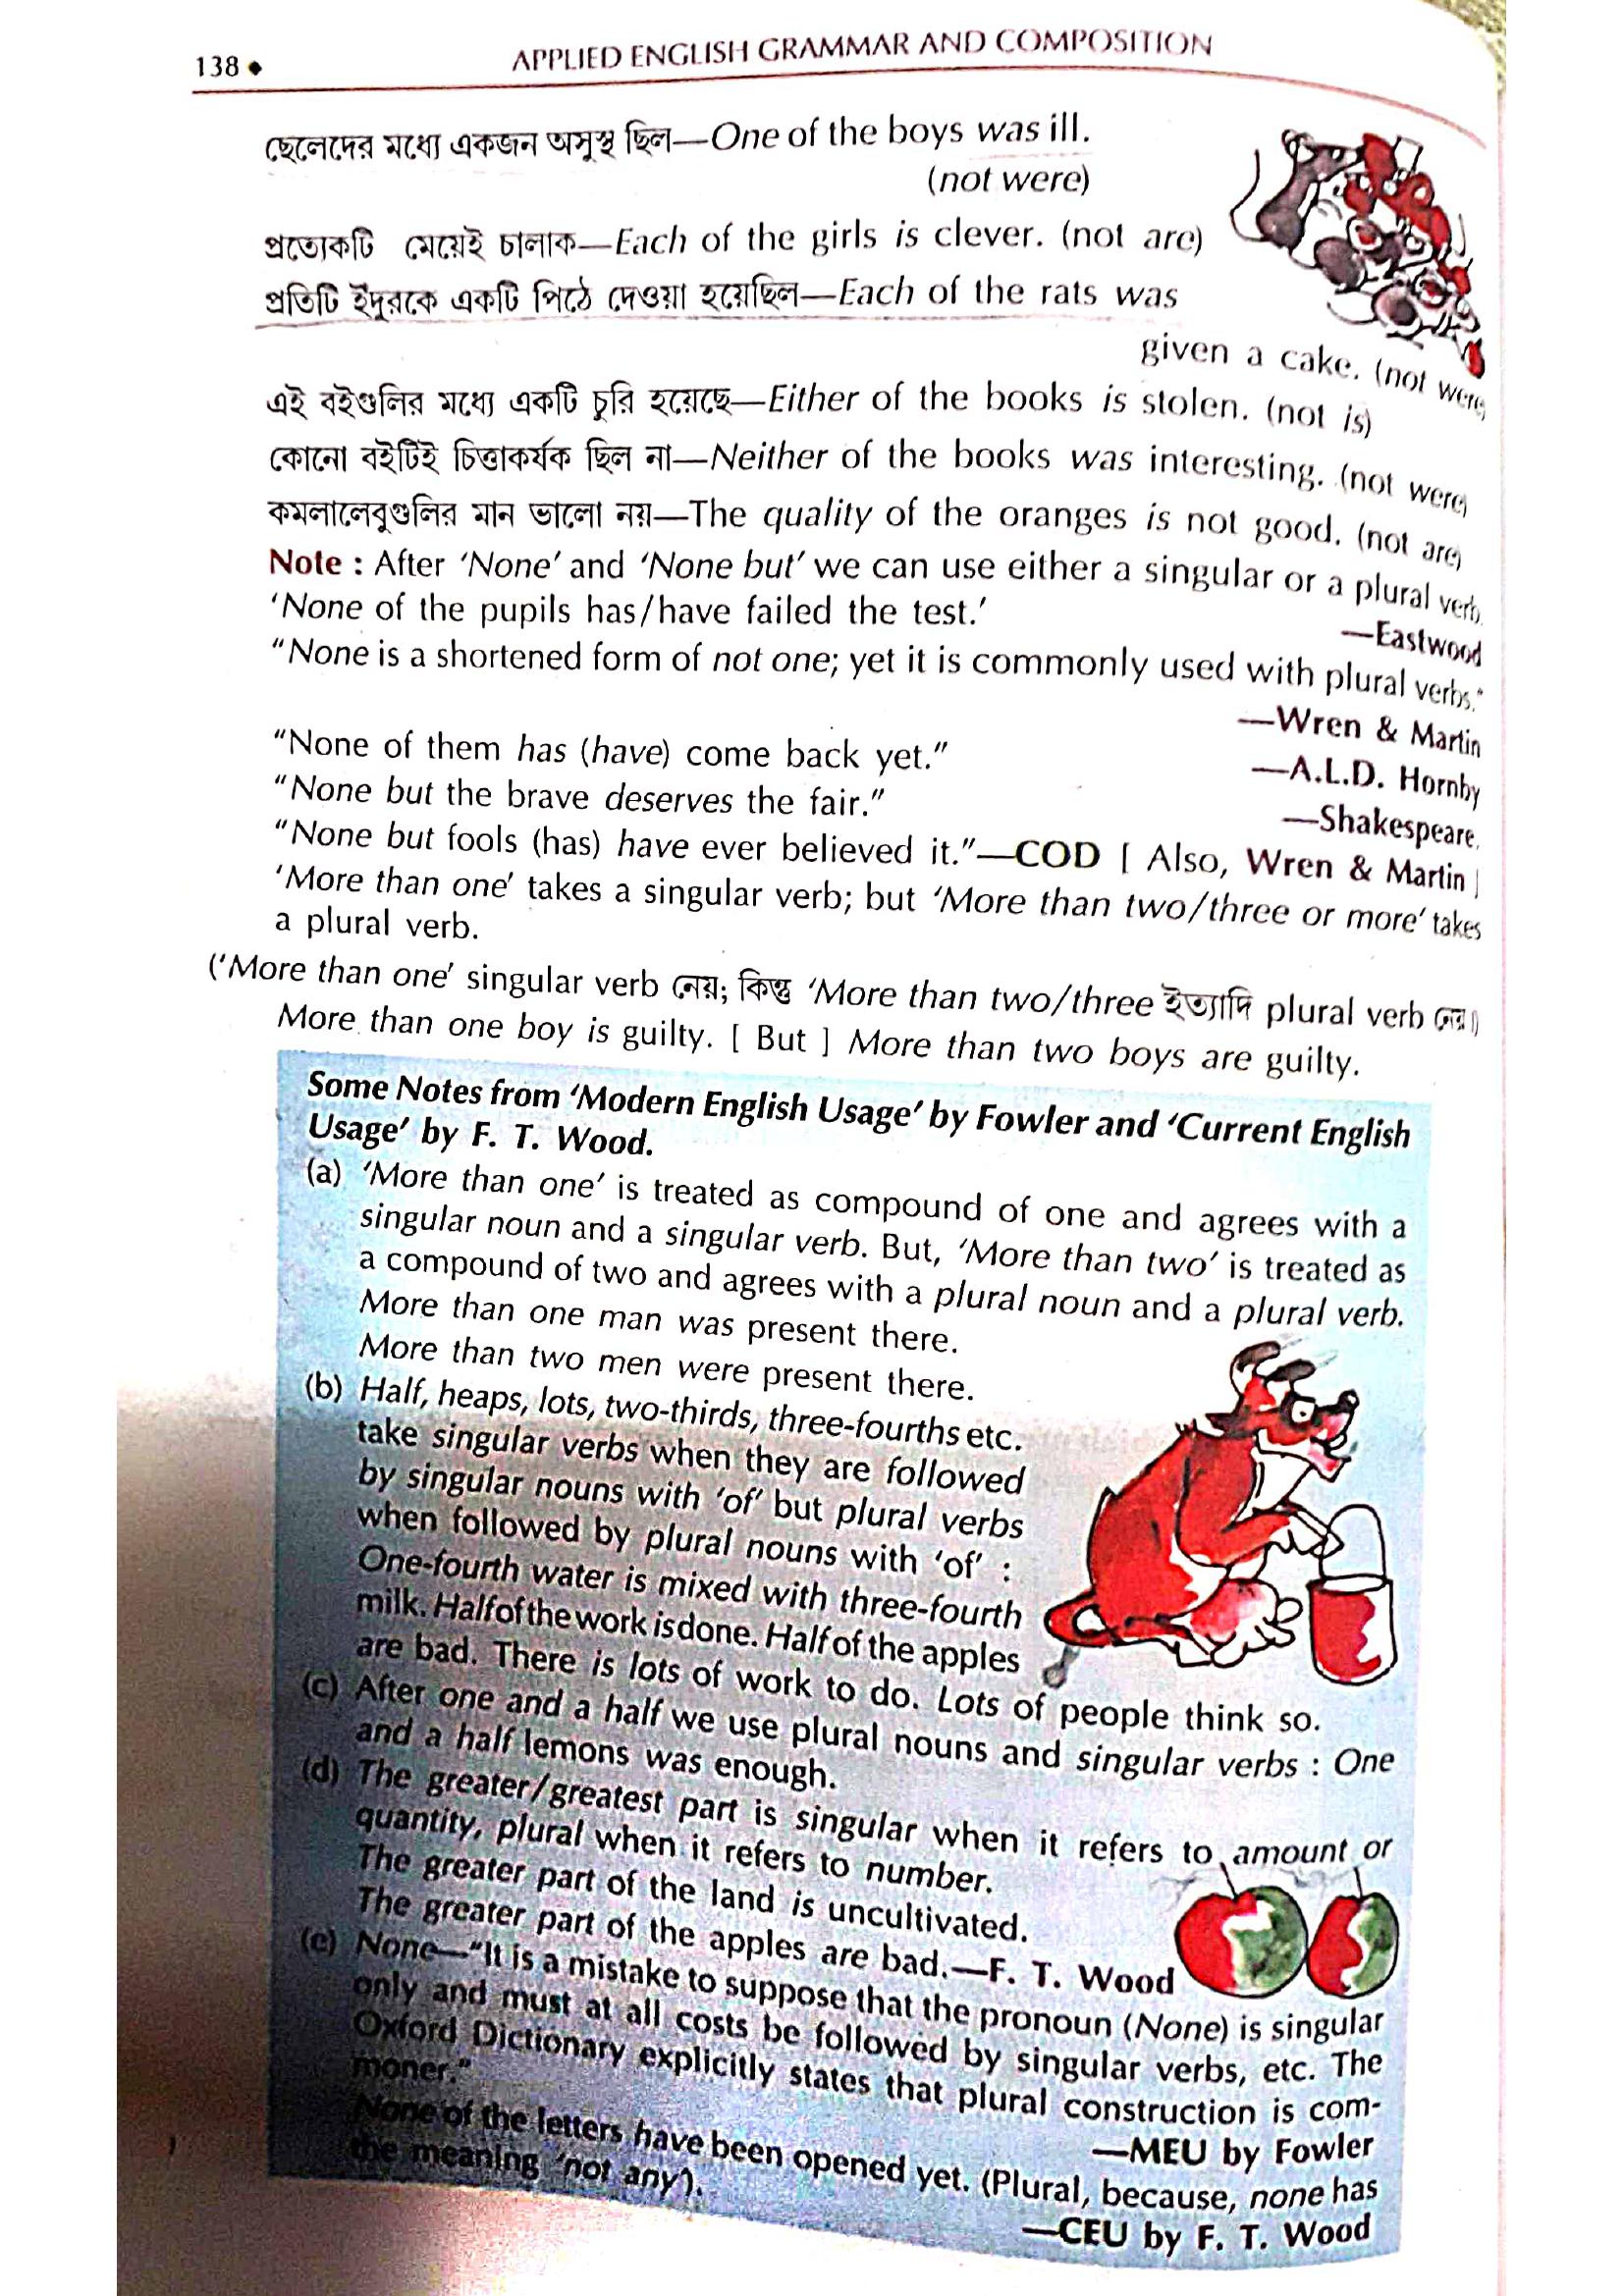 138 ◆ APPLIED ENGLISH GRAMMAR AND COMPOSITION
ছেলেদের মধ্যে একজন অসুস্থ ছিল—One of the boys was ill.
(not were)
প্রত্যেকটি মেয়েই চালাক—Each of the girls is clever. (not are)
প্রতিটি ইঁদুরকে একটি পিঠে দেওয়া হয়েছিল—Each of the rats was
given a cake. (not were)
এই বইগুলির মধ্যে একটি চুরি হয়েছে—Either of the books is stolen. (not is)
কোনো বইটিই চিত্তাকর্ষক ছিল না—Neither of the books was interesting. (not were)
কমলালেবুগুলির মান ভালো নয়—The quality of the oranges is not good. (not are)
Note : After ‘None’ and ‘None but’ we can use either a singular or a plural verb.
‘None of the pupils has/have failed the test.’ —Eastwood
“None is a shortened form of not one; yet it is commonly used with plural verbs.”
—Wren & Martin
“None of them has (have) come back yet.” —A.L.D. Hornby
“None but the brave deserves the fair.” —Shakespeare.
“None but fools (has) have ever believed it.”—COD [ Also, Wren & Martin ]
‘More than one’ takes a singular verb; but ‘More than two/three or more’ takes
a plural verb.
(‘More than one’ singular verb নেয়; কিন্তু ‘More than two/three ইত্যাদি plural verb নেয়।)
More than one boy is guilty. [ But ] More than two boys are guilty.
Some Notes from ‘Modern English Usage’ by Fowler and ‘Current English
Usage’ by F. T. Wood.
(a) ‘More than one’ is treated as compound of one and agrees with a
singular noun and a singular verb. But, ‘More than two’ is treated as
a compound of two and agrees with a plural noun and a plural verb.
More than one man was present there.
More than two men were present there.
(b) Half, heaps, lots, two-thirds, three-fourths etc.
take singular verbs when they are followed
by singular nouns with ‘of’ but plural verbs
when followed by plural nouns with ‘of’ :
One-fourth water is mixed with three-fourth
milk. Half of the work is done. Half of the apples
are bad. There is lots of work to do. Lots of people think so.
(c) After one and a half we use plural nouns and singular verbs : One
and a half lemons was enough.
(d) The greater/greatest part is singular when it refers to amount or
quantity, plural when it refers to number.
The greater part of the land is uncultivated.
The greater part of the apples are bad.—F. T. Wood
(e) None—“It is a mistake to suppose that the pronoun (None) is singular
only and must at all costs be followed by singular verbs, etc. The
Oxford Dictionary explicitly states that plural construction is com-
moner.” —MEU by Fowler
None of the letters have been opened yet. (Plural, because, none has
the meaning ‘not any’). —CEU by F. T. Wood